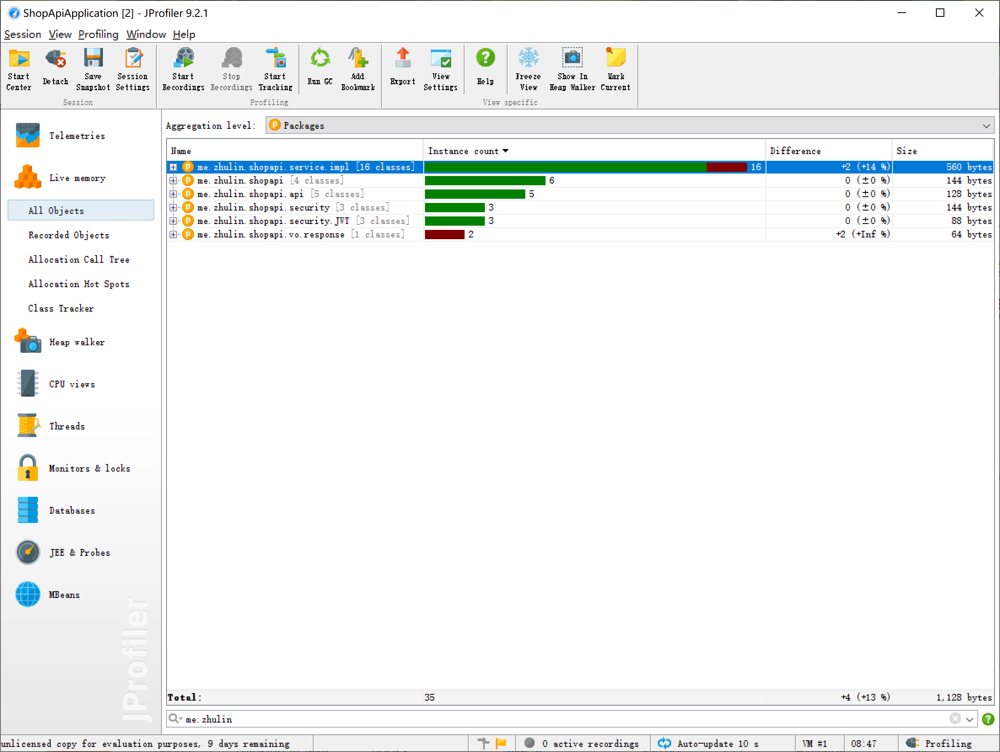 ShopApiApplication [2] - JProfiler 9.2.1
Session View Profiling Window Help
Start Center
Detach
Save Snapshot
Session Settings
Start Recordings
Stop Recordings
Start Tracking
Run GC
Add Bookmark
Export
View Settings
Help
Freeze View
Show In Heap Walker
Mark Current
Session
Profiling
View specific
Telemetries
Live memory
All Objects
Recorded Objects
Allocation Call Tree
Allocation Hot Spots
Class Tracker
Heap walker
CPU views
Threads
Monitors & locks
Databases
JEE & Probes
MBeans
JProfiler
Aggregation level: Packages
Name Instance count Difference Size
me.zhulin.shopapi.service.impl [16 classes] 16 +2 (+14 %) 560 bytes
me.zhulin.shopapi [4 classes] 6 0 (±0 %) 144 bytes
me.zhulin.shopapi.api [5 classes] 5 0 (±0 %) 128 bytes
me.zhulin.shopapi.security [3 classes] 3 0 (±0 %) 144 bytes
me.zhulin.shopapi.security.JWT [3 classes] 3 0 (±0 %) 88 bytes
me.zhulin.shopapi.vo.response [1 classes] 2 +2 (+Inf %) 64 bytes
Total: 35 +4 (+13 %) 1,128 bytes
me.zhulin
unlicensed copy for evaluation purposes, 9 days remaining
0 active recordings
Auto-update 10 s
VM #1
08:47
Profiling